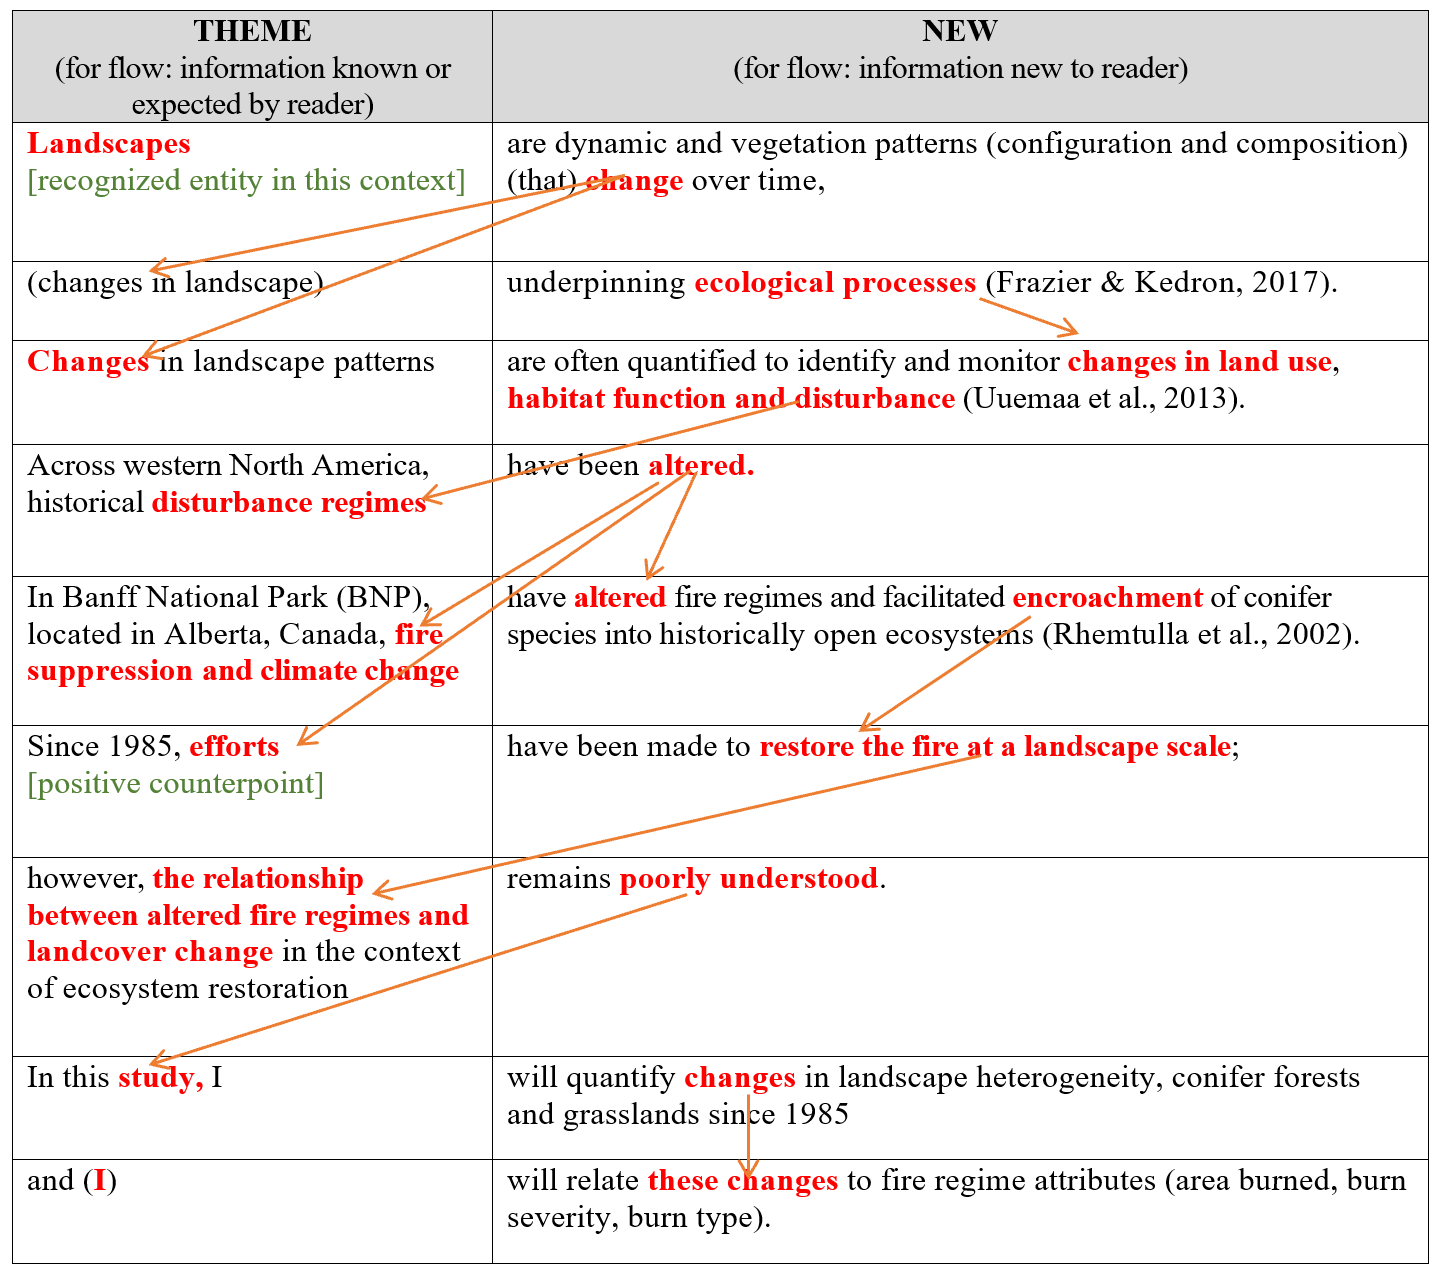 THEME
(for flow: information known or
expected by reader)
NEW
(for flow: information new to reader)
Landscapes
[recognized entity in this context]
are dynamic and vegetation patterns (configuration and composition)
(that) change over time,
(changes in landscape)
underpinning ecological processes (Frazier & Kedron, 2017).
Changes in landscape patterns
are often quantified to identify and monitor changes in land use,
habitat function and disturbance (Uuemaa et al., 2013).
Across western North America,
historical disturbance regimes
have been altered.
In Banff National Park (BNP),
located in Alberta, Canada, fire
suppression and climate change
have altered fire regimes and facilitated encroachment of conifer
species into historically open ecosystems (Rhemtulla et al., 2002).
Since 1985, efforts
[positive counterpoint]
have been made to restore the fire at a landscape scale;
however, the relationship
between altered fire regimes and
landcover change in the context
of ecosystem restoration
remains poorly understood.
In this study, I
will quantify changes in landscape heterogeneity, conifer forests
and grasslands since 1985
and (I)
will relate these changes to fire regime attributes (area burned, burn
severity, burn type).